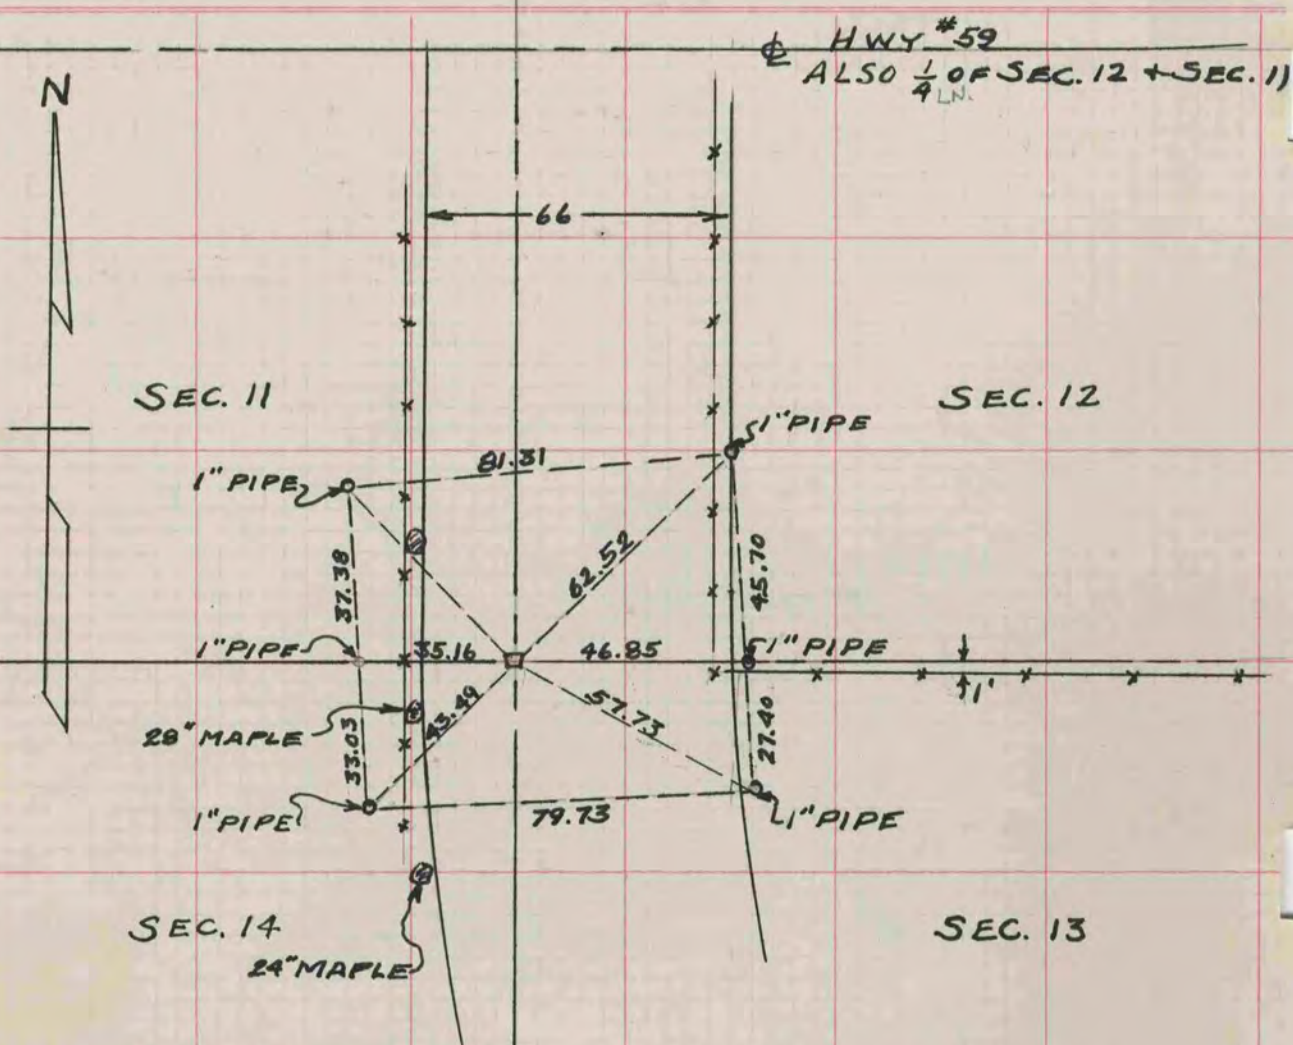 ℄ HWY #59
ALSO 1/4 LN. OF SEC. 12 + SEC. 11
N
66
SEC. 11
SEC. 12
1" PIPE
81.31
1" PIPE
62.52
45.70
37.38
1" PIPE
35.16
46.85
1" PIPE
1'
28" MAPLE
43.49
57.73
27.40
33.03
1" PIPE
79.73
1" PIPE
SEC. 14
SEC. 13
24" MAPLE